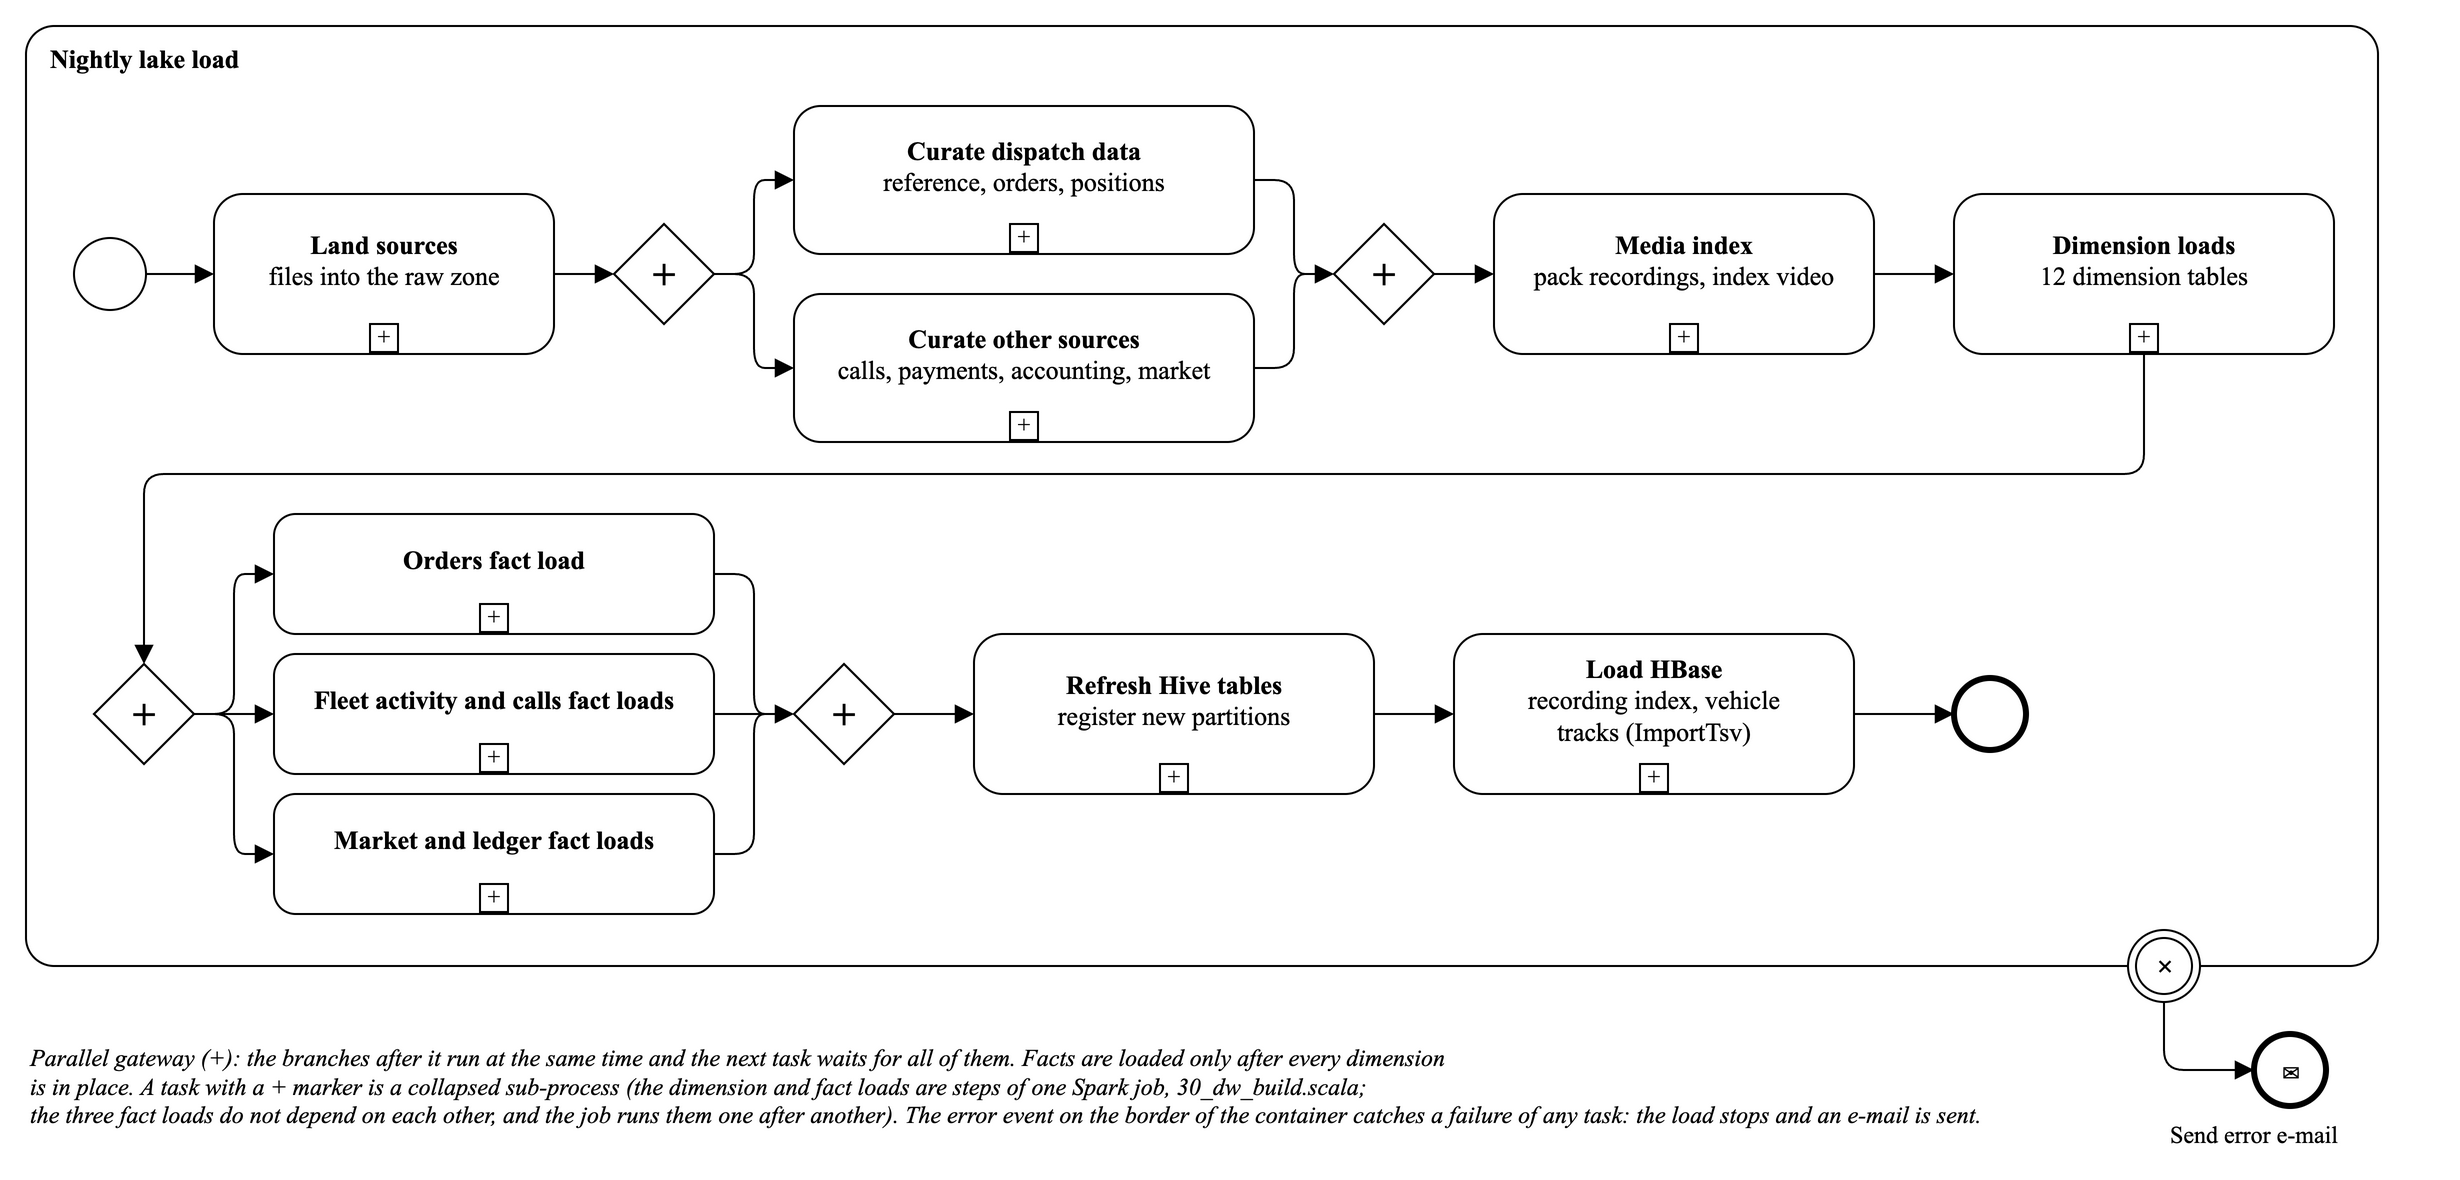 Nightly lake load
Curate dispatch data
reference, orders, positions
+
Land sources
files into the raw zone
+
+
Curate other sources
calls, payments, accounting, market
+
+
Media index
pack recordings, index video
+
Dimension loads
12 dimension tables
+
+
Orders fact load
+
Fleet activity and calls fact loads
+
Market and ledger fact loads
+
+
Refresh Hive tables
register new partitions
+
Load HBase
recording index, vehicle
tracks (ImportTsv)
+
×
Parallel gateway (+): the branches after it run at the same time and the next task waits for all of them. Facts are loaded only after every dimension
is in place. A task with a + marker is a collapsed sub-process (the dimension and fact loads are steps of one Spark job, 30_dw_build.scala;
the three fact loads do not depend on each other, and the job runs them one after another). The error event on the border of the container catches a failure of any task: the load stops and an e-mail is sent.
✉
Send error e-mail